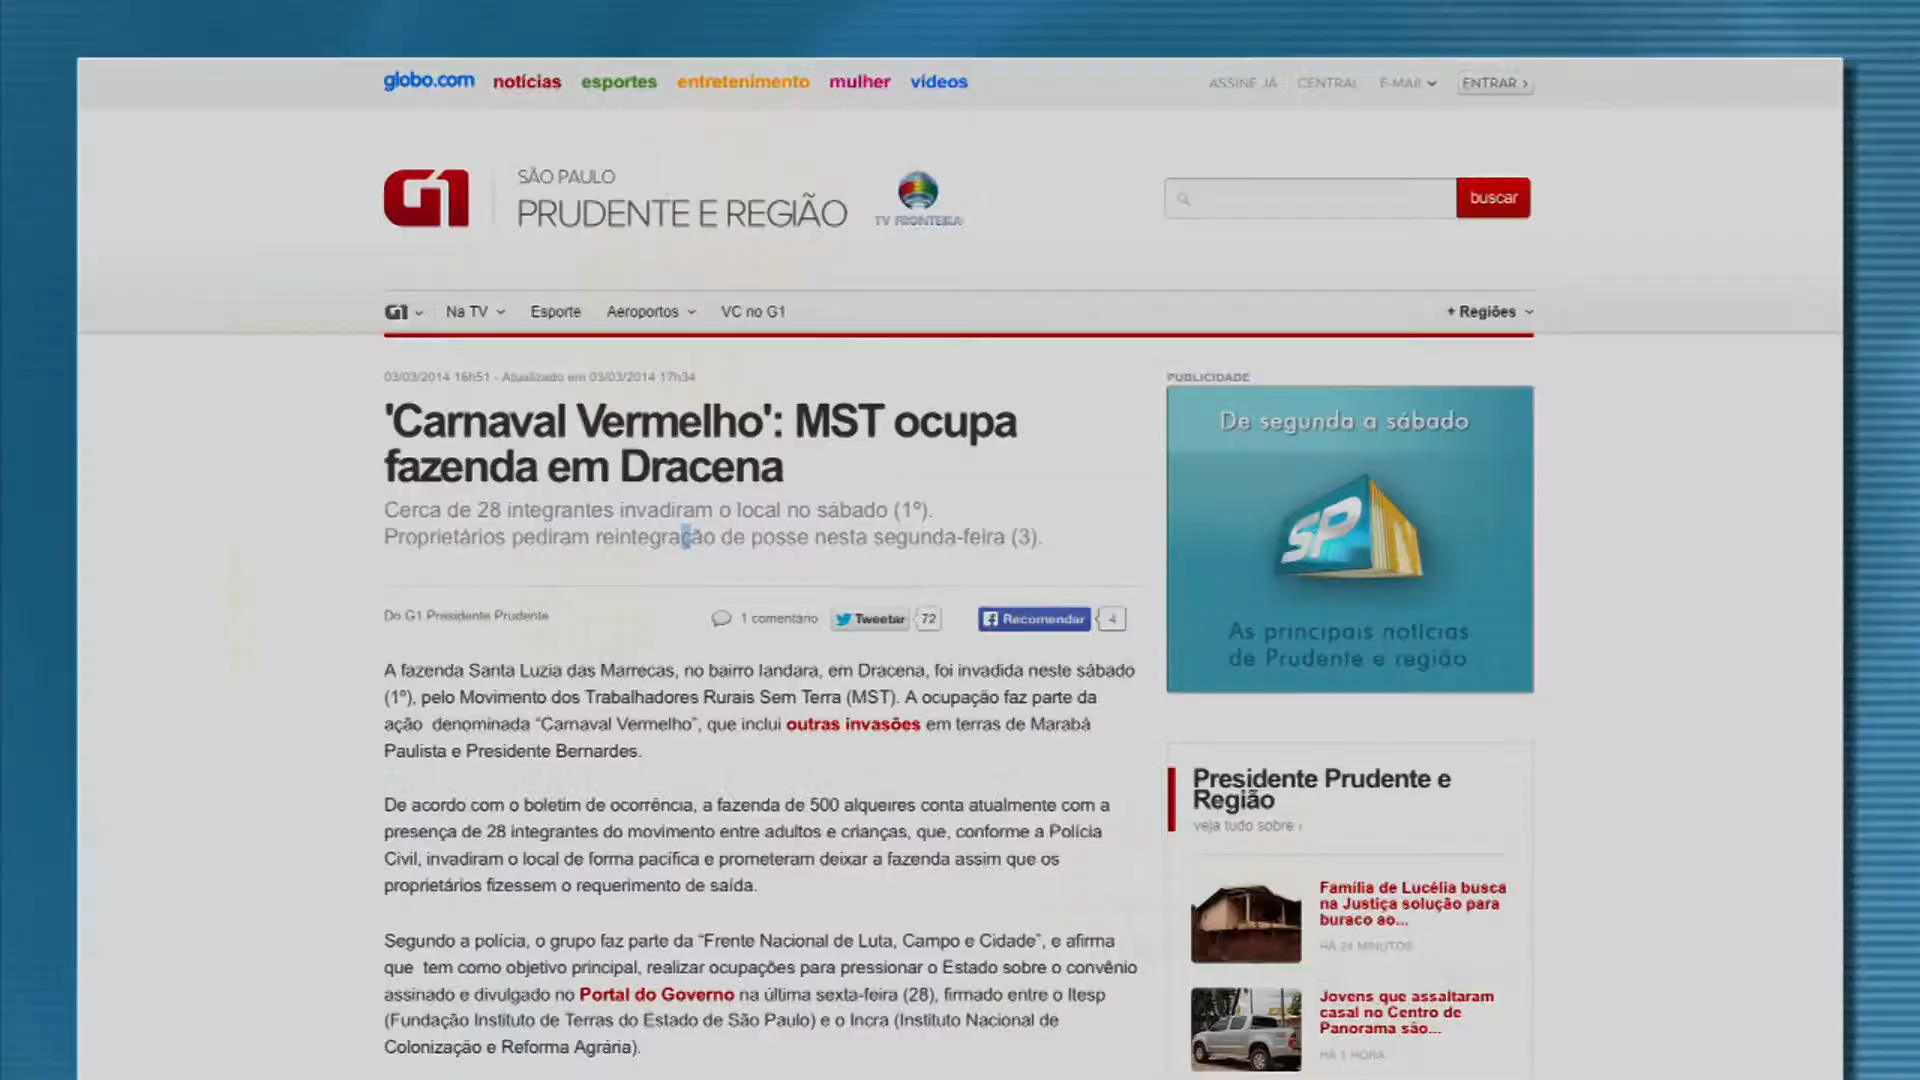 globo.com notícias esportes entretenimento mulher vídeos ASSINE JÁ CENTRAL E-MAIL ENTRAR ›
G1 SÃO PAULO
PRUDENTE E REGIÃO TV FRONTEIRA buscar
G1 Na TV Esporte Aeroportos VC no G1 + Regiões
03/03/2014 16h51 - Atualizado em 03/03/2014 17h34
'Carnaval Vermelho': MST ocupa
fazenda em Dracena
Cerca de 28 integrantes invadiram o local no sábado (1º).
Proprietários pediram reintegração de posse nesta segunda-feira (3).
Do G1 Presidente Prudente 1 comentário Tweetar 72 Recomendar 4
A fazenda Santa Luzia das Marrecas, no bairro Iandara, em Dracena, foi invadida neste sábado
(1º), pelo Movimento dos Trabalhadores Rurais Sem Terra (MST). A ocupação faz parte da
ação denominada “Carnaval Vermelho”, que inclui outras invasões em terras de Marabá
Paulista e Presidente Bernardes.
De acordo com o boletim de ocorrência, a fazenda de 500 alqueires conta atualmente com a
presença de 28 integrantes do movimento entre adultos e crianças, que, conforme a Polícia
Civil, invadiram o local de forma pacífica e prometeram deixar a fazenda assim que os
proprietários fizessem o requerimento de saída.
Segundo a polícia, o grupo faz parte da “Frente Nacional de Luta, Campo e Cidade”, e afirma
que tem como objetivo principal, realizar ocupações para pressionar o Estado sobre o convênio
assinado e divulgado no Portal do Governo na última sexta-feira (28), firmado entre o Itesp
(Fundação Instituto de Terras do Estado de São Paulo) e o Incra (Instituto Nacional de
Colonização e Reforma Agrária).
PUBLICIDADE
De segunda a sábado
SPTV
As principais notícias
de Prudente e região
Presidente Prudente e
Região
veja tudo sobre ›
Família de Lucélia busca
na Justiça solução para
buraco ao...
HÁ 24 MINUTOS
Jovens que assaltaram
casal no Centro de
Panorama são...
HÁ 1 HORA